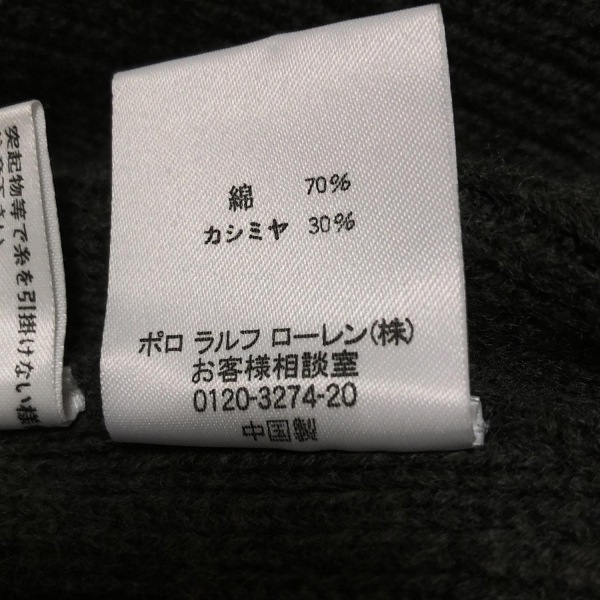 綿 70%
カシミヤ 30%
ポロ ラルフ ローレン(株)
お客様相談室
0120-3274-20
中国製
突起物等で糸を引掛けない様